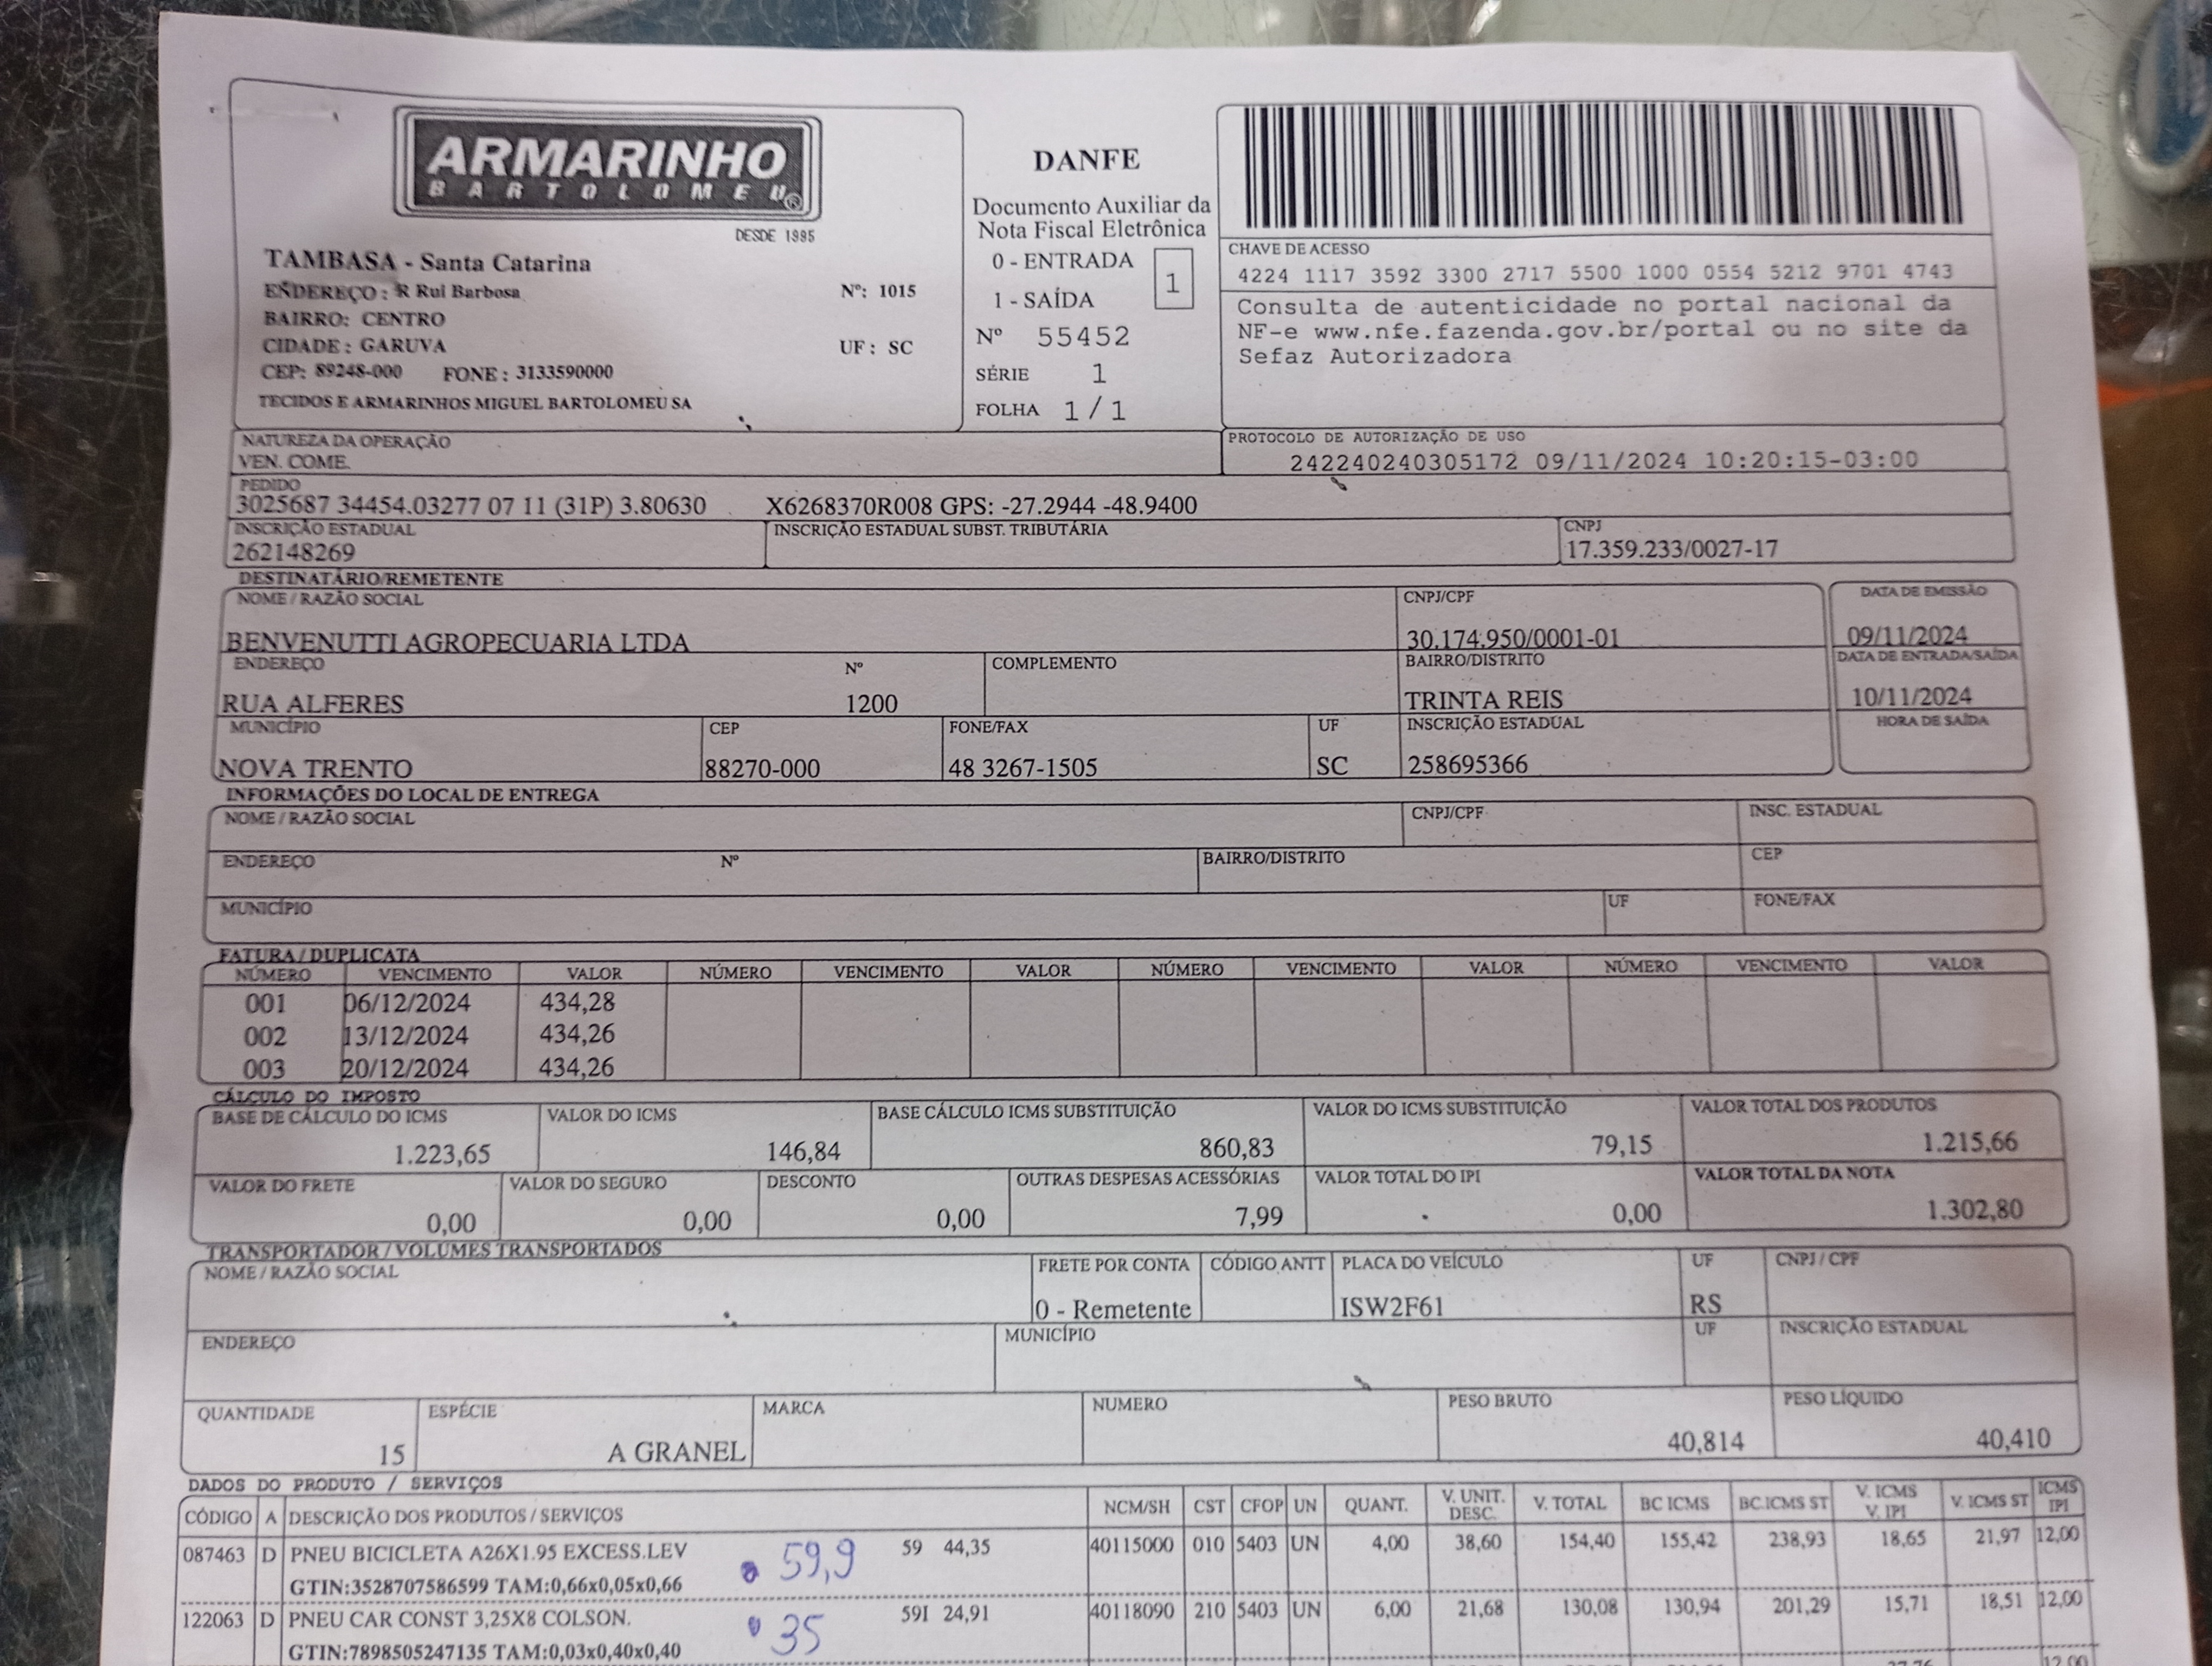 ARMARINHO
BARTOLOMEU®
DESDE 1995
TAMBASA - Santa Catarina
ENDEREÇO: R Rui Barbosa Nº: 1015
BAIRRO: CENTRO
CIDADE: GARUVA UF: SC
CEP: 89248-000 FONE: 3133590000
TECIDOS E ARMARINHOS MIGUEL BARTOLOMEU SA
DANFE
Documento Auxiliar da
Nota Fiscal Eletrônica
0 - ENTRADA
1 - SAÍDA
1
Nº 55452
SÉRIE 1
FOLHA 1 / 1
CHAVE DE ACESSO
4224 1117 3592 3300 2717 5500 1000 0554 5212 9701 4743
Consulta de autenticidade no portal nacional da
NF-e www.nfe.fazenda.gov.br/portal ou no site da
Sefaz Autorizadora
NATUREZA DA OPERAÇÃO
VEN. COME.
PROTOCOLO DE AUTORIZAÇÃO DE USO
242240240305172 09/11/2024 10:20:15-03:00
PEDIDO
3025687 34454.03277 07 11 (31P) 3.80630 X6268370R008 GPS: -27.2944 -48.9400
INSCRIÇÃO ESTADUAL INSCRIÇÃO ESTADUAL SUBST. TRIBUTÁRIA CNPJ
262148269 17.359.233/0027-17
DESTINATÁRIO/REMETENTE
NOME / RAZÃO SOCIAL CNPJ/CPF DATA DE EMISSÃO
BENVENUTTI AGROPECUARIA LTDA 30.174.950/0001-01 09/11/2024
ENDEREÇO Nº COMPLEMENTO BAIRRO/DISTRITO DATA DE ENTRADA/SAÍDA
RUA ALFERES 1200 TRINTA REIS 10/11/2024
MUNICÍPIO CEP FONE/FAX UF INSCRIÇÃO ESTADUAL HORA DE SAÍDA
NOVA TRENTO 88270-000 48 3267-1505 SC 258695366
INFORMAÇÕES DO LOCAL DE ENTREGA
NOME / RAZÃO SOCIAL CNPJ/CPF INSC. ESTADUAL
ENDEREÇO Nº BAIRRO/DISTRITO CEP
MUNICÍPIO UF FONE/FAX
FATURA / DUPLICATA
NÚMERO VENCIMENTO VALOR NÚMERO VENCIMENTO VALOR NÚMERO VENCIMENTO VALOR NÚMERO VENCIMENTO VALOR
001 06/12/2024 434,28
002 13/12/2024 434,26
003 20/12/2024 434,26
CÁLCULO DO IMPOSTO
BASE DE CÁLCULO DO ICMS VALOR DO ICMS BASE CÁLCULO ICMS SUBSTITUIÇÃO VALOR DO ICMS SUBSTITUIÇÃO VALOR TOTAL DOS PRODUTOS
1.223,65 146,84 860,83 79,15 1.215,66
VALOR DO FRETE VALOR DO SEGURO DESCONTO OUTRAS DESPESAS ACESSÓRIAS VALOR TOTAL DO IPI VALOR TOTAL DA NOTA
0,00 0,00 0,00 7,99 0,00 1.302,80
TRANSPORTADOR / VOLUMES TRANSPORTADOS
NOME / RAZÃO SOCIAL FRETE POR CONTA CÓDIGO ANTT PLACA DO VEÍCULO UF CNPJ / CPF
0 - Remetente ISW2F61 RS
ENDEREÇO MUNICÍPIO UF INSCRIÇÃO ESTADUAL
QUANTIDADE ESPÉCIE MARCA NUMERO PESO BRUTO PESO LÍQUIDO
15 A GRANEL 40,814 40,410
DADOS DO PRODUTO / SERVIÇOS
CÓDIGO A DESCRIÇÃO DOS PRODUTOS / SERVIÇOS NCM/SH CST CFOP UN QUANT. V. UNIT. DESC. V. TOTAL BC ICMS BC.ICMS ST V. ICMS V. IPI V. ICMS ST ICMS IPI
087463 D PNEU BICICLETA A26X1.95 EXCESS.LEV 59,9 59 44,35 40115000 010 5403 UN 4,00 38,60 154,40 155,42 238,93 18,65 21,97 12,00
GTIN:3528707586599 TAM:0,66x0,05x0,66
122063 D PNEU CAR CONST 3,25X8 COLSON. 35 59I 24,91 40118090 210 5403 UN 6,00 21,68 130,08 130,94 201,29 15,71 18,51 12,00
GTIN:7898505247135 TAM:0,03x0,40x0,40